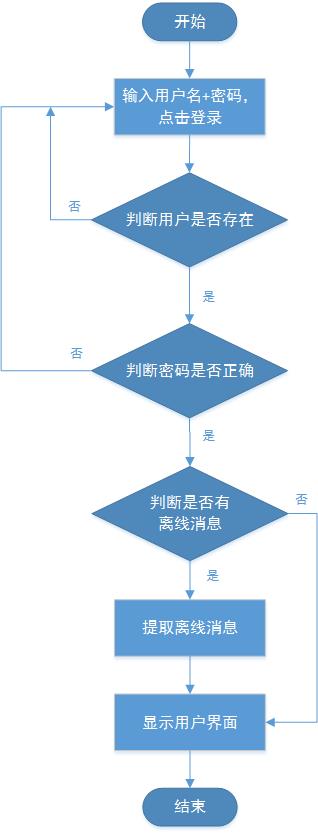 开始
输入用户名+密码，
点击登录
判断用户是否存在
否
是
判断密码是否正确
否
是
判断是否有
离线消息
否
是
提取离线消息
显示用户界面
结束